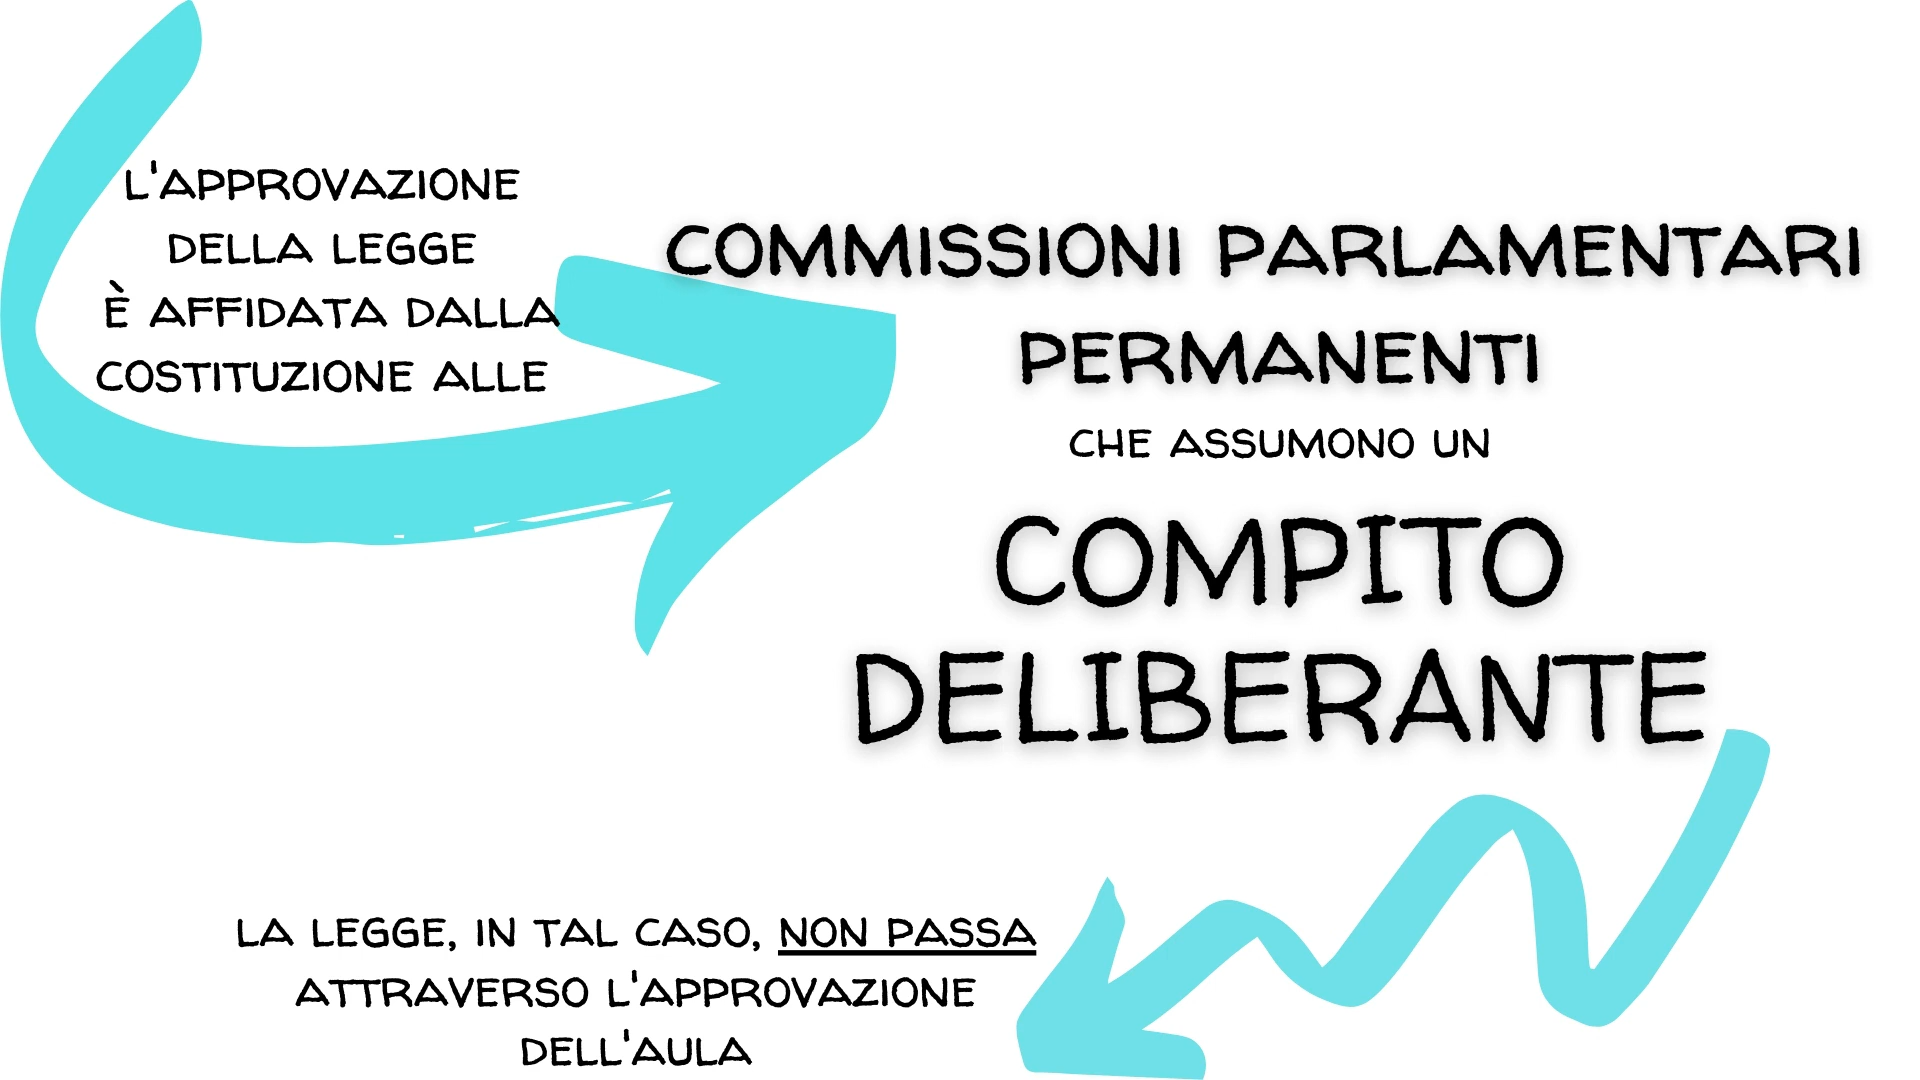 L'APPROVAZIONE
DELLA LEGGE
È AFFIDATA DALLA
COSTITUZIONE ALLE
COMMISSIONI PARLAMENTARI
PERMANENTI
CHE ASSUMONO UN
COMPITO
DELIBERANTE
LA LEGGE, IN TAL CASO, NON PASSA
ATTRAVERSO L'APPROVAZIONE
DELL'AULA